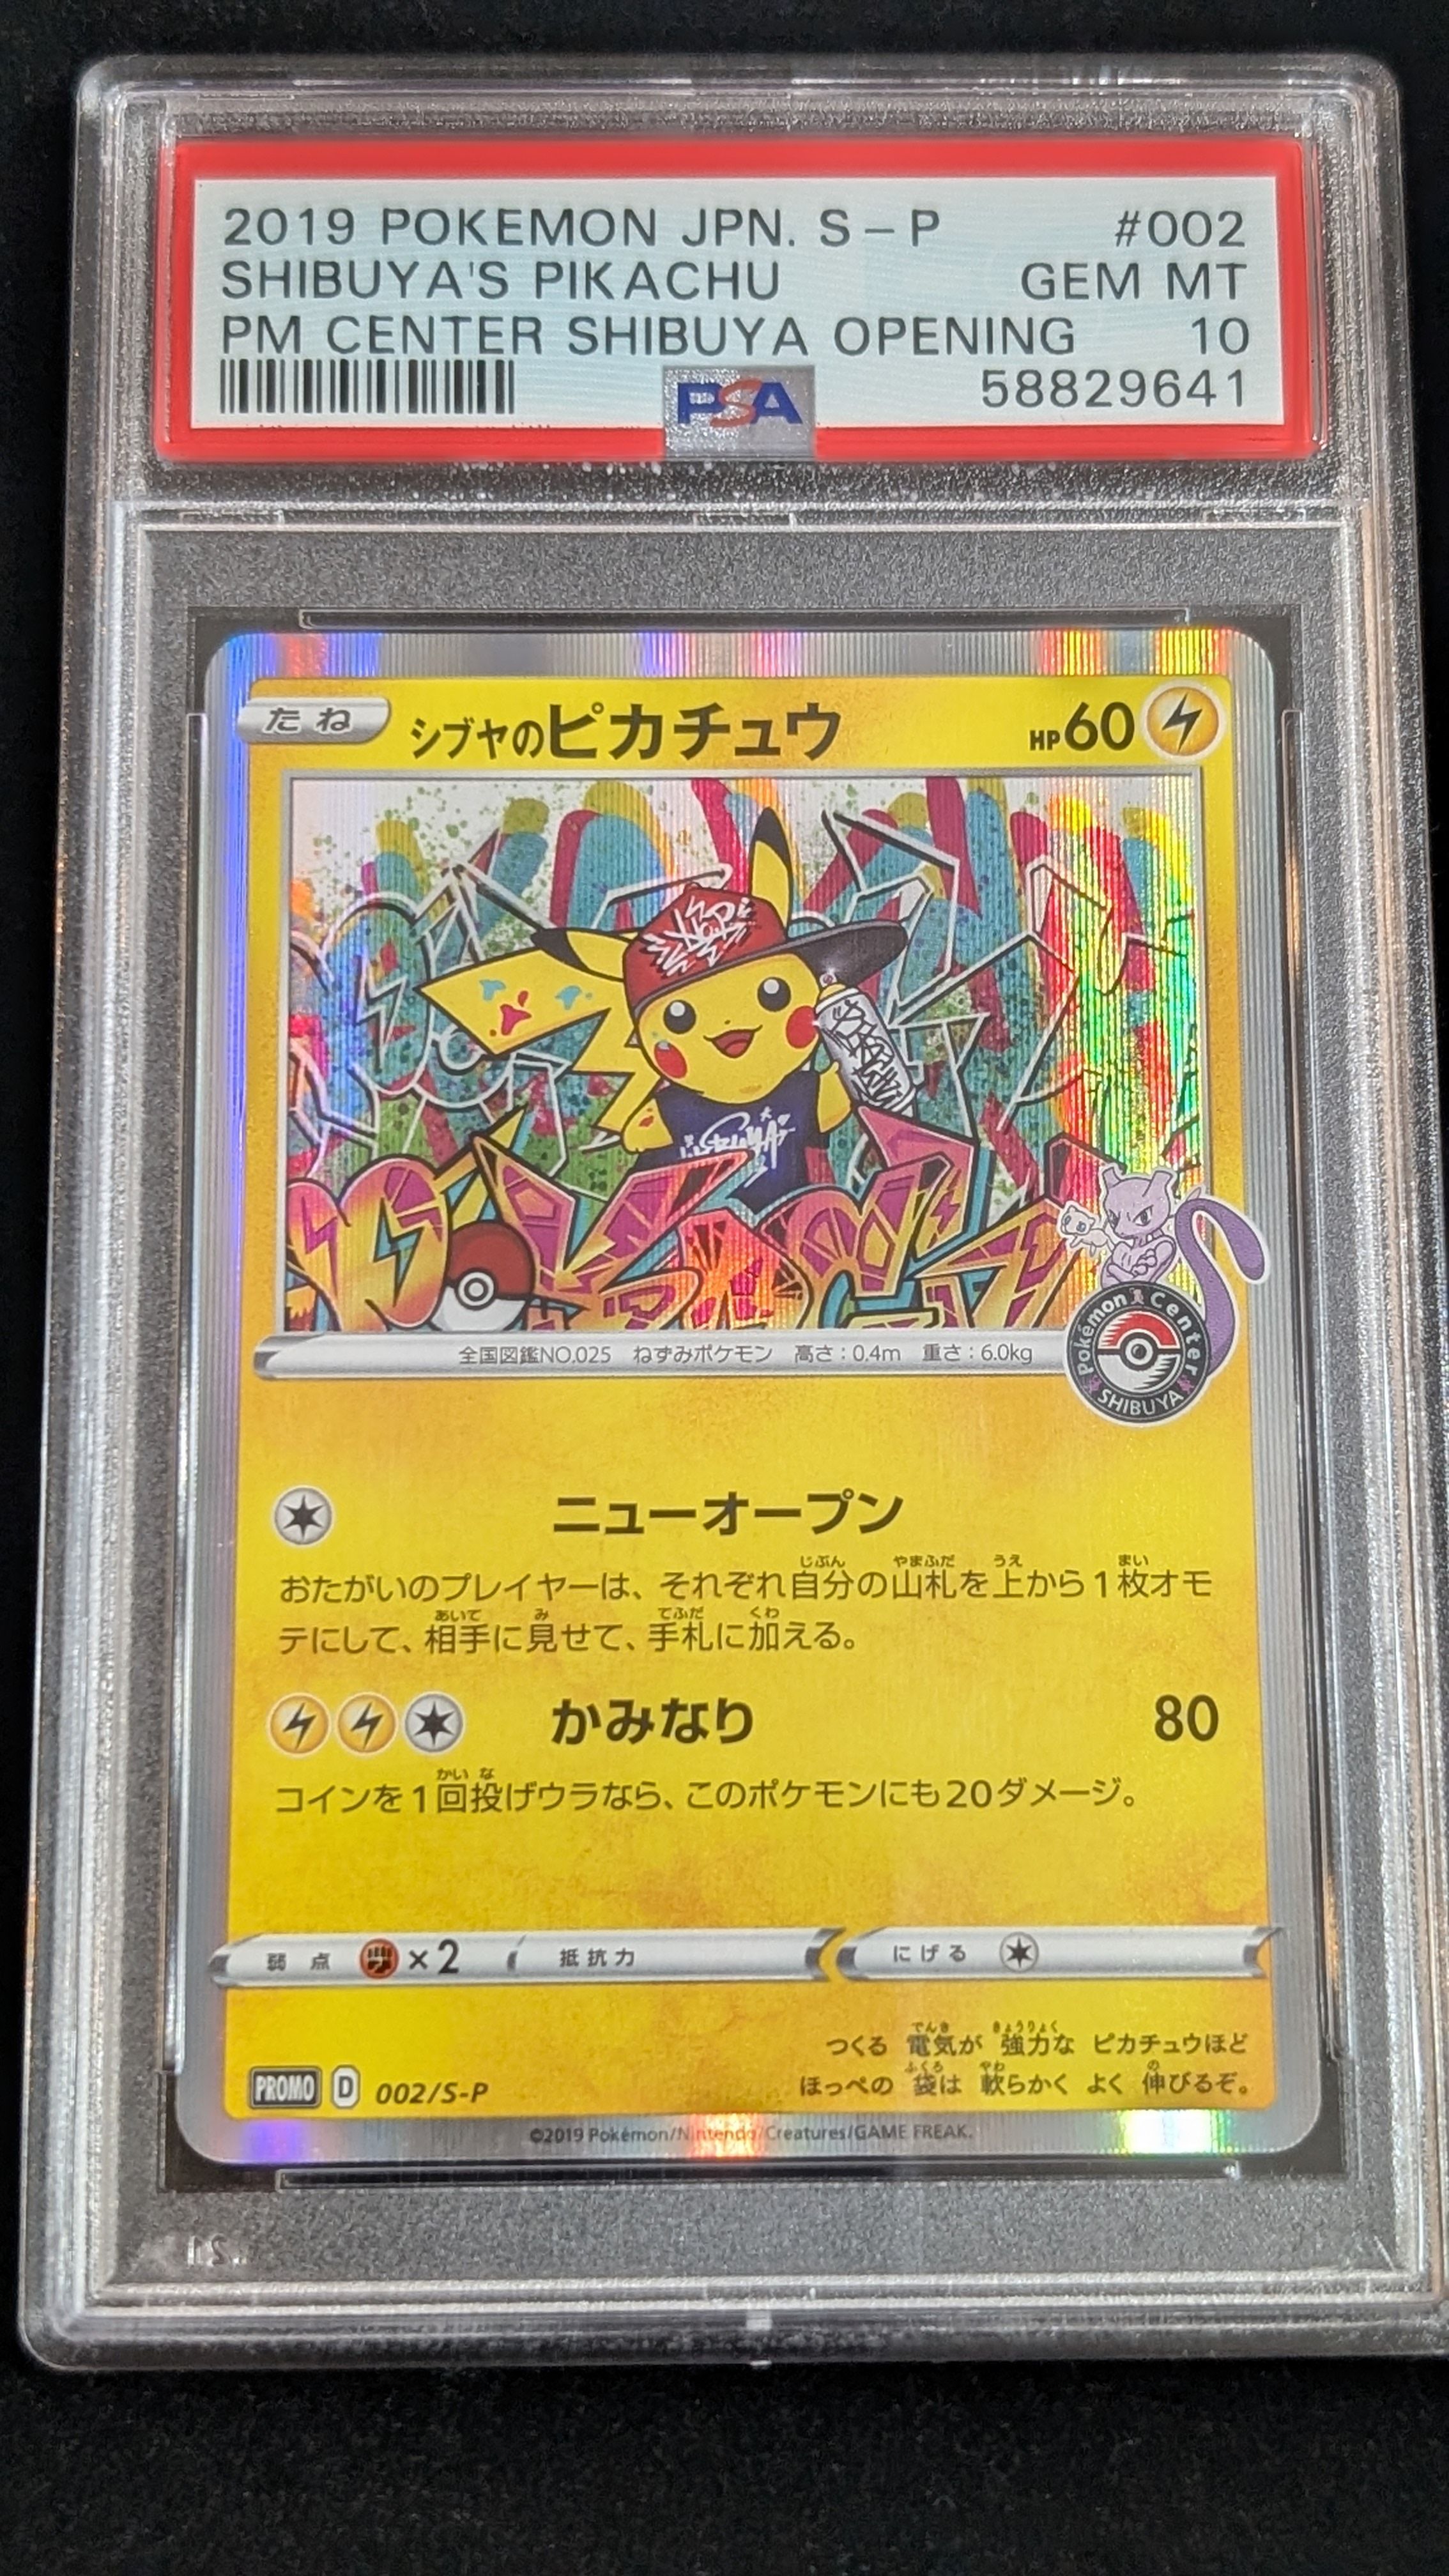 2019 POKEMON JPN. S-P #002
SHIBUYA'S PIKACHU GEM MT
PM CENTER SHIBUYA OPENING 10
PSA 58829641
たね シブヤのピカチュウ HP60
全国図鑑NO.025 ねずみポケモン 高さ:0.4m 重さ:6.0kg
Pokémon Center
SHIBUYA
ニューオープン
おたがいのプレイヤーは、それぞれ自分の山札を上から1枚オモ
テにして、相手に見せて、手札に加える。
かみなり 80
コインを1回投げウラなら、このポケモンにも20ダメージ。
弱点 ×2 抵抗力 にげる
つくる 電気が 強力な ピカチュウほど
ほっぺの 袋は 軟らかく よく 伸びるぞ。
PROMO D 002/S-P
©2019 Pokémon/Nintendo/Creatures/GAME FREAK.